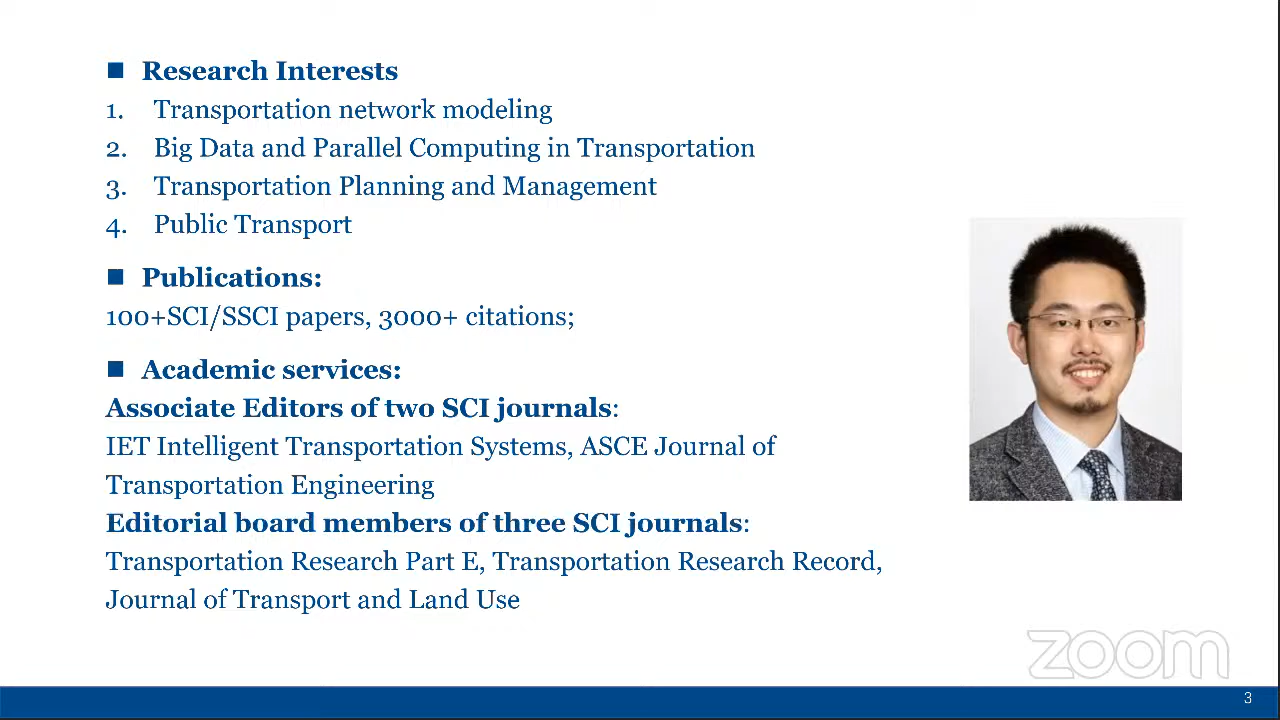 ■ Research Interests
1. Transportation network modeling
2. Big Data and Parallel Computing in Transportation
3. Transportation Planning and Management
4. Public Transport
■ Publications:
100+SCI/SSCI papers, 3000+ citations;
■ Academic services:
Associate Editors of two SCI journals:
IET Intelligent Transportation Systems, ASCE Journal of
Transportation Engineering
Editorial board members of three SCI journals:
Transportation Research Part E, Transportation Research Record,
Journal of Transport and Land Use
zoom
3